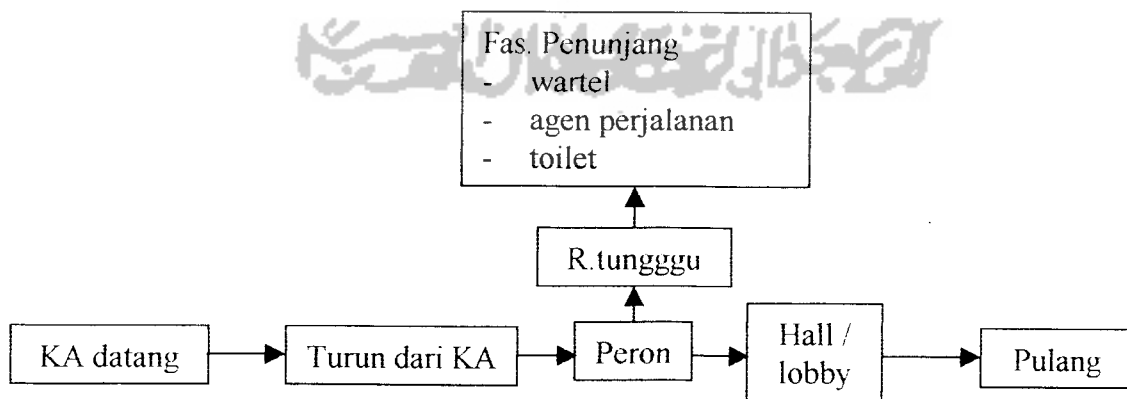 Fas. Penunjang
- wartel
- agen perjalanan
- toilet
R.tungggu
KA datang
Turun dari KA
Peron
Hall /
lobby
Pulang